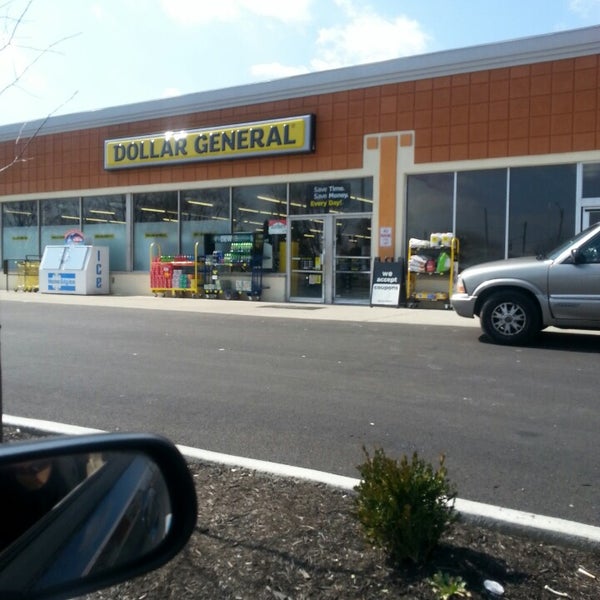 DOLLAR GENERAL
Save Time.
Save Money.
Every Day!
ICE
we
accept
coupons